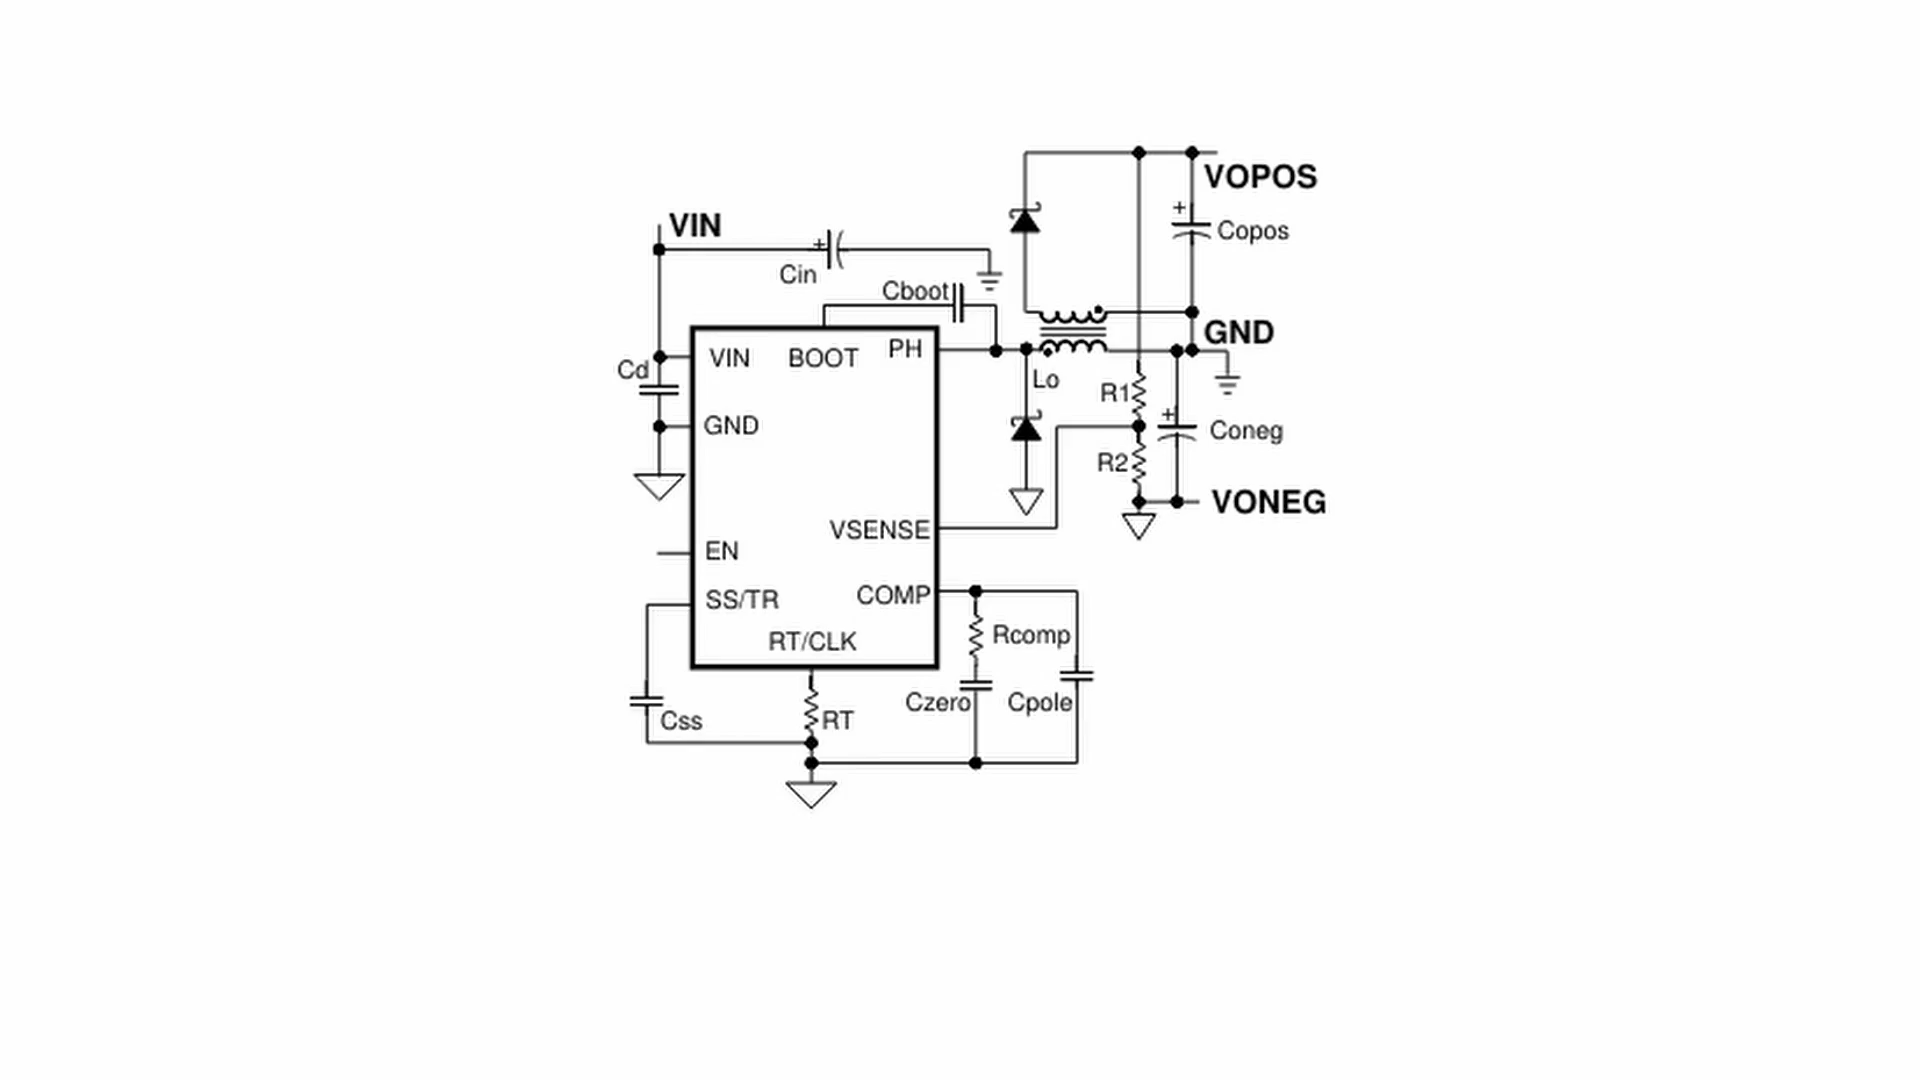 VOPOS
+
Copos
VIN
+
Cin
Cboot
GND
VIN
BOOT
PH
Cd
Lo
R1
+
Coneg
GND
R2
VONEG
VSENSE
EN
SS/TR
COMP
RT/CLK
Rcomp
Czero
Cpole
Css
RT